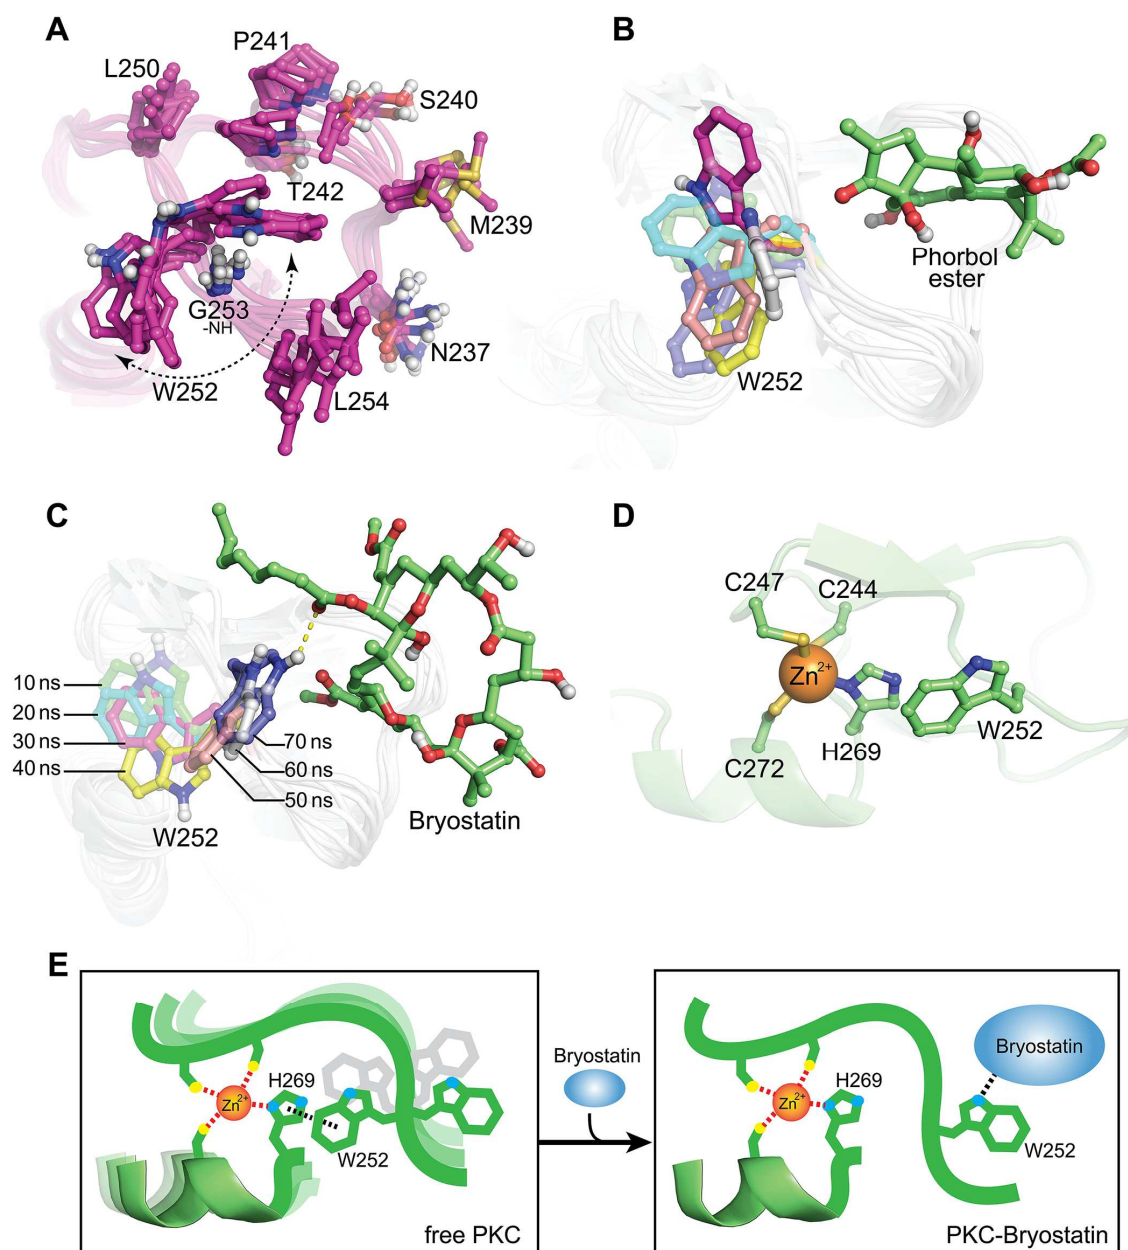 A
P241
L250
S240
T242
M239
G253
-NH
N237
W252
L254
B
Phorbol
ester
W252
C
10 ns
20 ns
30 ns
40 ns
70 ns
60 ns
50 ns
W252
Bryostatin
D
C247
C244
Zn2+
W252
H269
C272
E
H269
Zn2+
W252
free PKC
Bryostatin
Bryostatin
H269
Zn2+
W252
PKC-Bryostatin